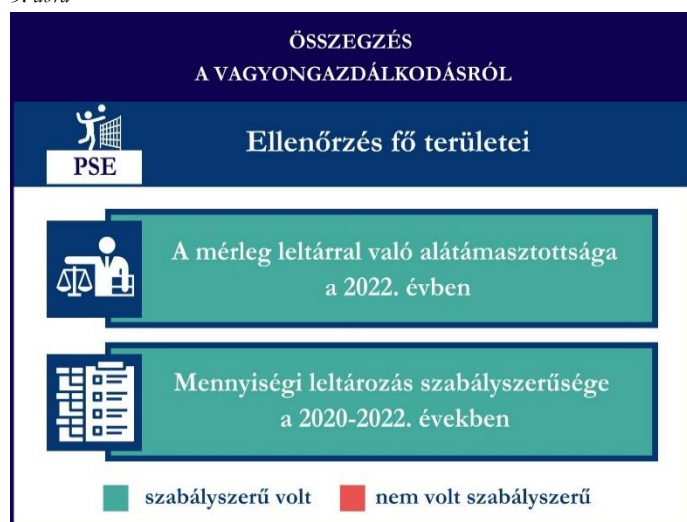 ÖSSZEGZÉS
A VAGYONGAZDÁLKODÁSRÓL
PSE
Ellenőrzés fő területei
A mérleg leltárral való alátámasztottsága
a 2022. évben
Mennyiségi leltározás szabályszerűsége
a 2020-2022. években
szabályszerű volt
nem volt szabályszerű